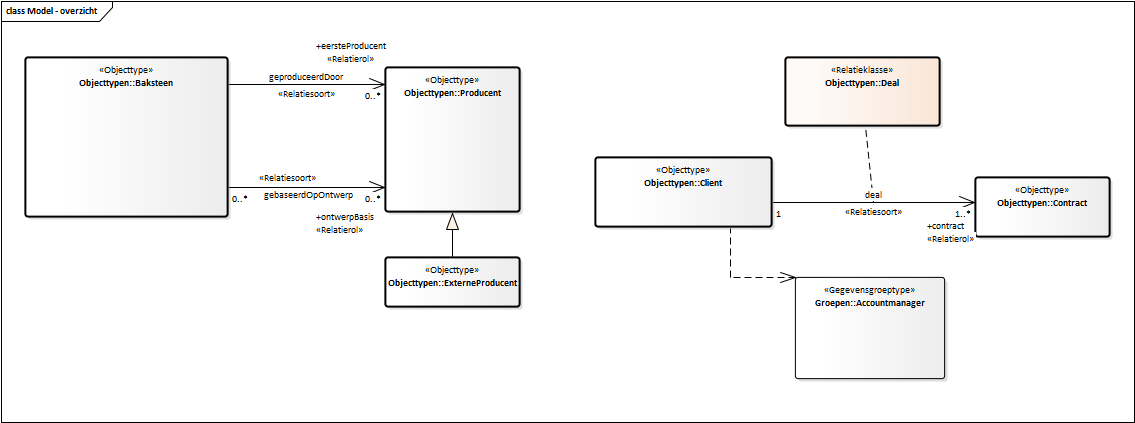 class Model - overzicht
«Objecttype»
Objecttypen::Baksteen
+eersteProducent
«Relatierol»
geproduceerdDoor
«Relatiesoort»
0..*
«Objecttype»
Objecttypen::Producent
«Relatiesoort»
0..*
gebaseerdOpOntwerp
0..*
+ontwerpBasis
«Relatierol»
«Objecttype»
Objecttypen::ExterneProducent
«Relatieklasse»
Objecttypen::Deal
«Objecttype»
Objecttypen::Client
deal
1
«Relatiesoort»
1..*
+contract
«Relatierol»
«Objecttype»
Objecttypen::Contract
«Gegevensgroeptype»
Groepen::Accountmanager